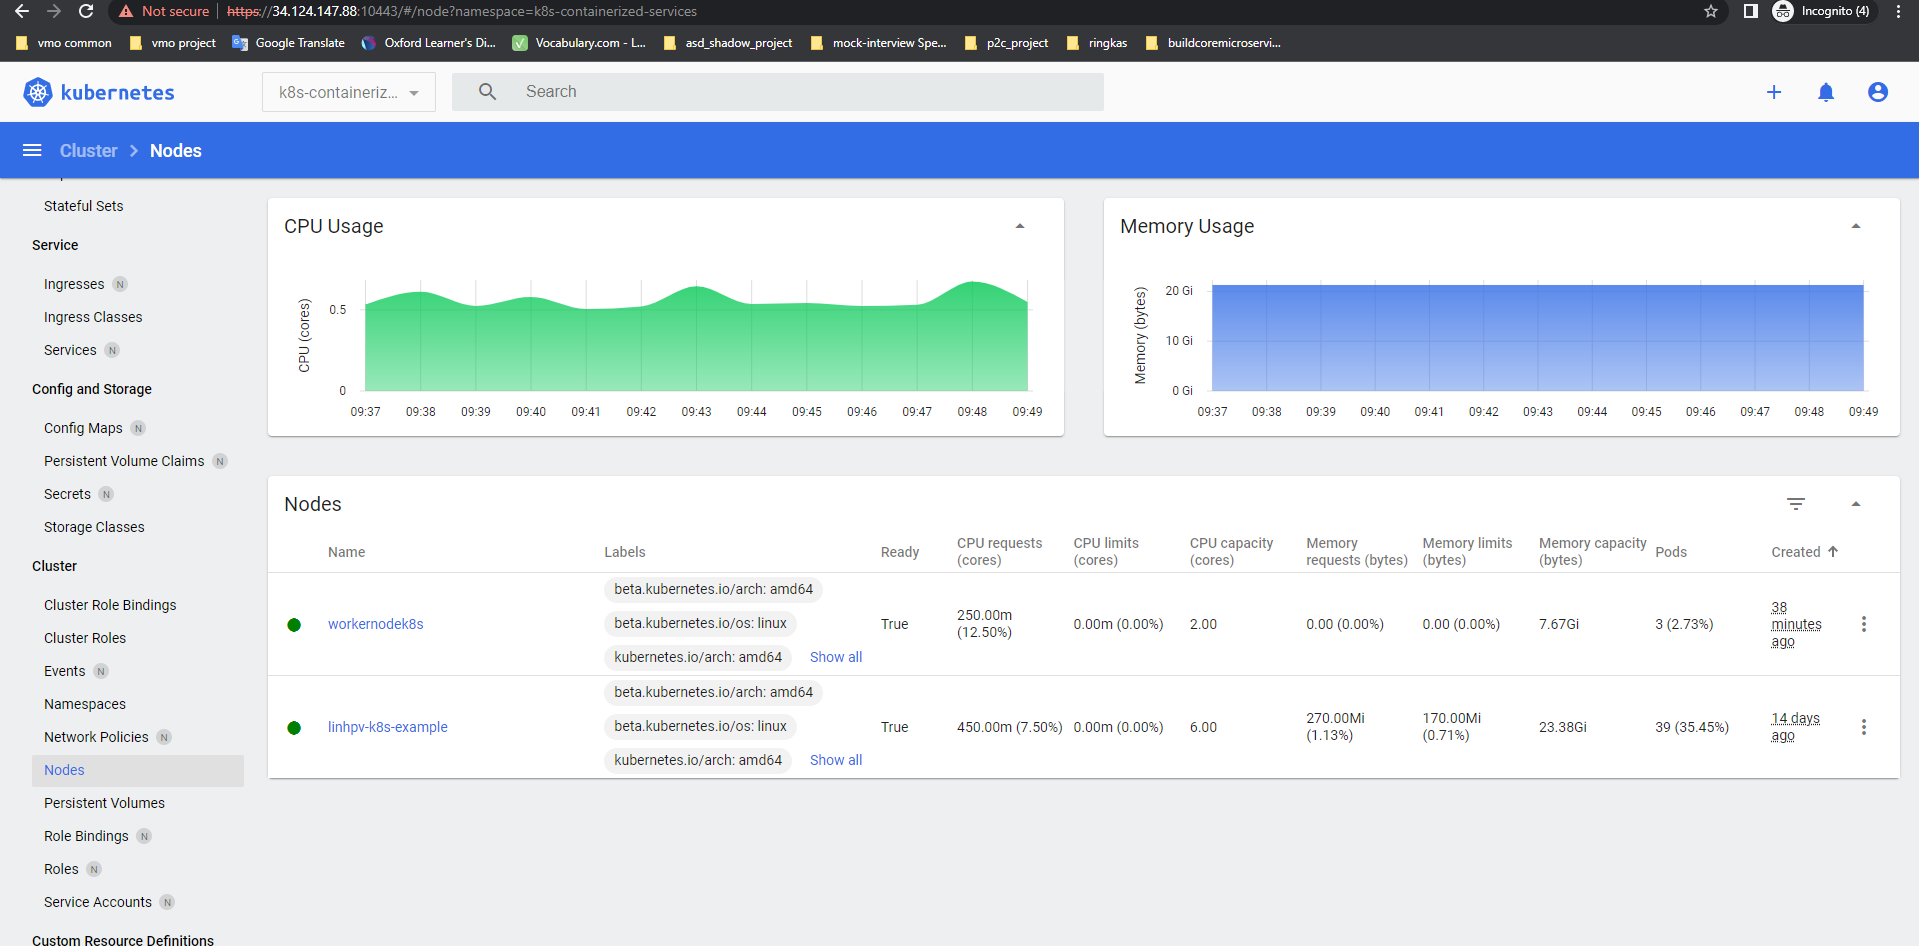 Not secure https://34.124.147.88:10443/#/node?namespace=k8s-containerized-services Incognito (4)
vmo common vmo project Google Translate Oxford Learner's Di... Vocabulary.com - L... asd_shadow_project mock-interview Spe... p2c_project ringkas buildcoremicroservi...
kubernetes k8s-containeriz... Search
Cluster Nodes
Stateful Sets
Service
Ingresses N
Ingress Classes
Services N
Config and Storage
Config Maps N
Persistent Volume Claims N
Secrets N
Storage Classes
Cluster
Cluster Role Bindings
Cluster Roles
Events N
Namespaces
Network Policies N
Nodes
Persistent Volumes
Role Bindings N
Roles N
Service Accounts N
Custom Resource Definitions
CPU Usage
CPU (cores)
0.5
0
09:37 09:38 09:39 09:40 09:41 09:42 09:43 09:44 09:45 09:46 09:47 09:48 09:49
Memory Usage
Memory (bytes)
20 Gi
10 Gi
0 Gi
09:37 09:38 09:39 09:40 09:41 09:42 09:43 09:44 09:45 09:46 09:47 09:48 09:49
Nodes
Name
Labels
Ready
CPU requests
(cores)
CPU limits
(cores)
CPU capacity
(cores)
Memory
requests (bytes)
Memory limits
(bytes)
Memory capacity
(bytes)
Pods
Created
workernodek8s
beta.kubernetes.io/arch: amd64
beta.kubernetes.io/os: linux
kubernetes.io/arch: amd64 Show all
True
250.00m
(12.50%)
0.00m (0.00%)
2.00
0.00 (0.00%)
0.00 (0.00%)
7.67Gi
3 (2.73%)
38
minutes
ago
linhpv-k8s-example
beta.kubernetes.io/arch: amd64
beta.kubernetes.io/os: linux
kubernetes.io/arch: amd64 Show all
True
450.00m (7.50%)
0.00m (0.00%)
6.00
270.00Mi
(1.13%)
170.00Mi
(0.71%)
23.38Gi
39 (35.45%)
14 days
ago